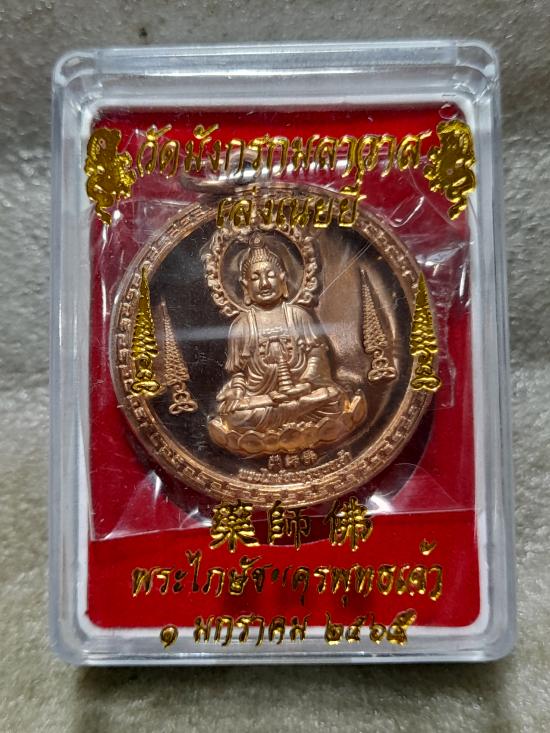 วัดมังกรกมลาวาส
เล่งเนยยี่
藥師佛
พระไภษัชยคุรุพุทธเจ้า
๑ มกราคม ๒๕๖๕